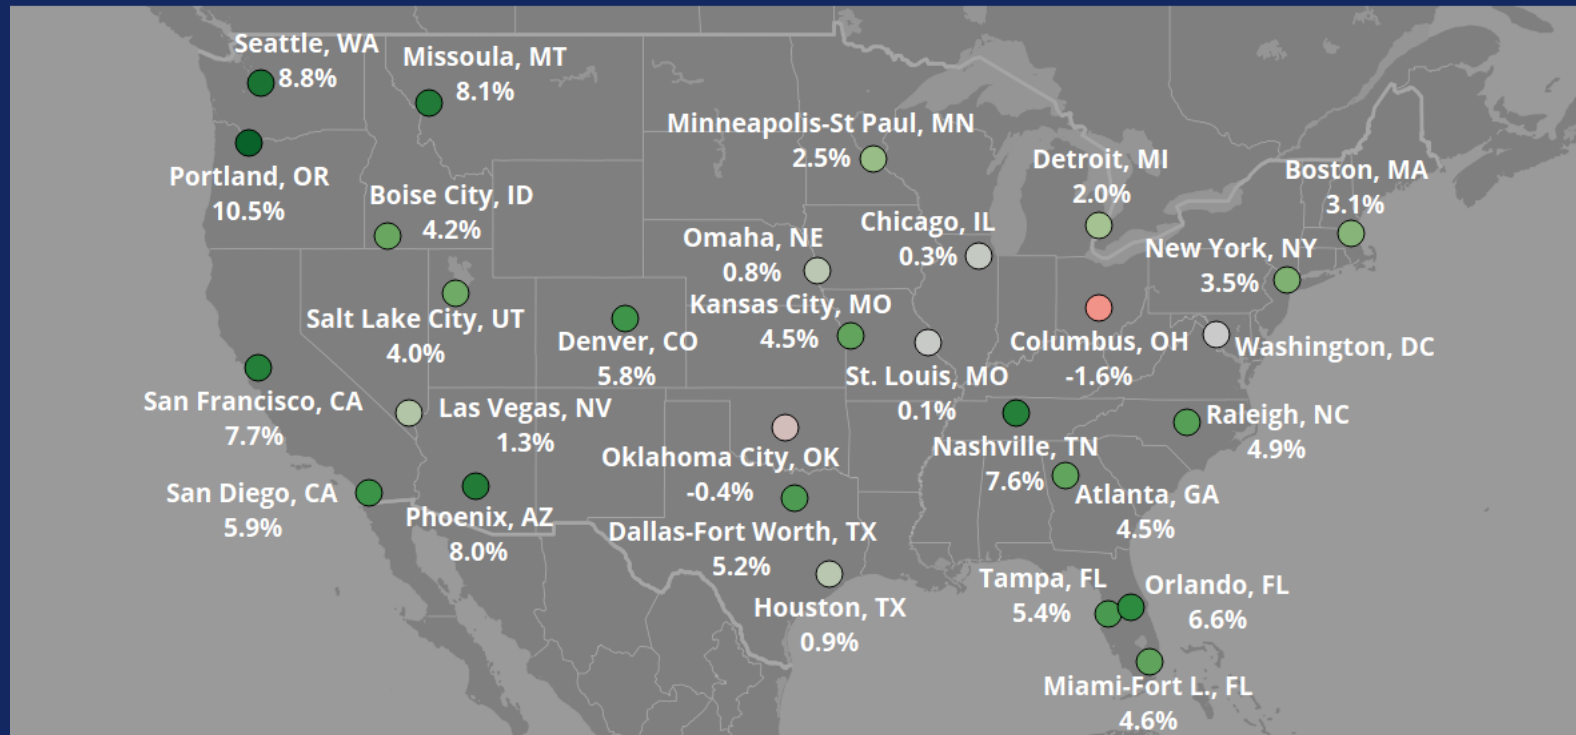 Seattle, WA
8.8%
Missoula, MT
8.1%
Portland, OR
10.5%
Boise City, ID
4.2%
Minneapolis-St Paul, MN
2.5%
Detroit, MI
2.0%
Boston, MA
3.1%
Omaha, NE
0.8%
Chicago, IL
0.3%
New York, NY
3.5%
Salt Lake City, UT
4.0%
Denver, CO
5.8%
Kansas City, MO
4.5%
St. Louis, MO
0.1%
Columbus, OH
-1.6%
Washington, DC
San Francisco, CA
7.7%
Las Vegas, NV
1.3%
Oklahoma City, OK
-0.4%
Nashville, TN
7.6%
Raleigh, NC
4.9%
San Diego, CA
5.9%
Phoenix, AZ
8.0%
Dallas-Fort Worth, TX
5.2%
Atlanta, GA
4.5%
Houston, TX
0.9%
Tampa, FL
5.4%
Orlando, FL
6.6%
Miami-Fort L., FL
4.6%